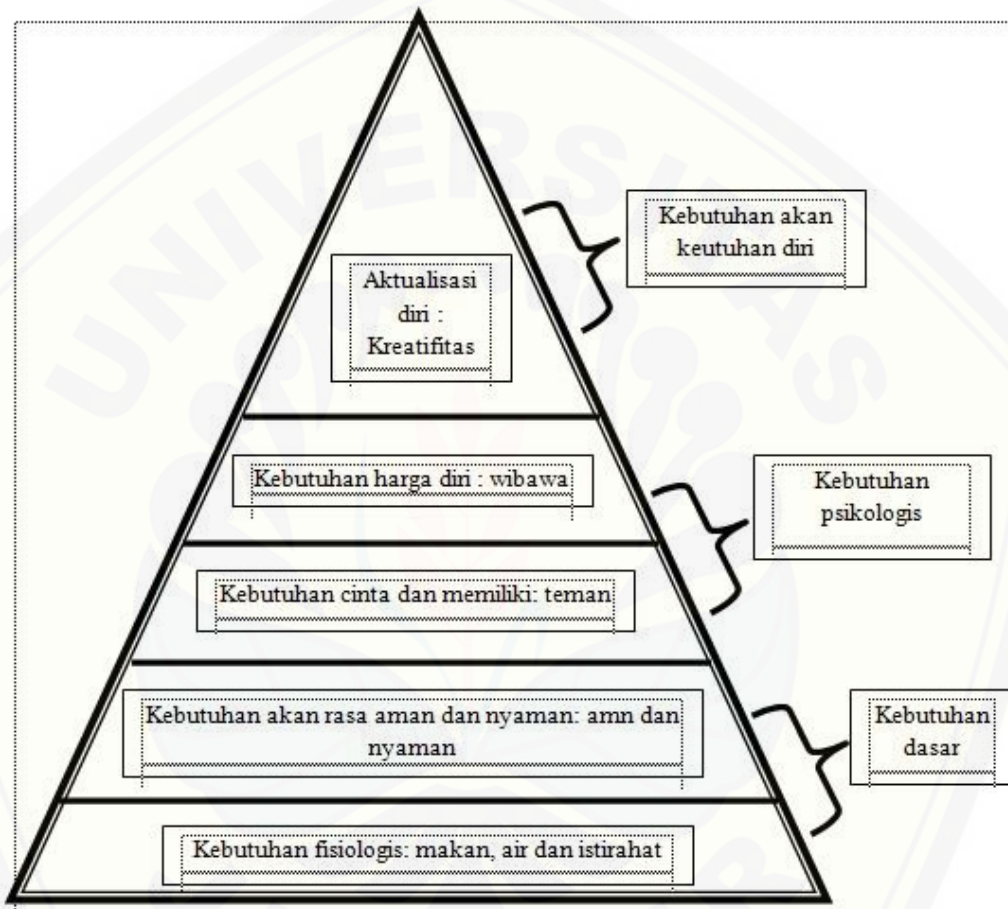 UNIVERSITAS
Kebutuhan akan
keutuhan diri
Aktualisasi
diri :
Kreatifitas
Kebutuhan harga diri : wibawa
Kebutuhan
psikologis
Kebutuhan cinta dan memiliki: teman
Kebutuhan akan rasa aman dan nyaman: amn dan
nyaman
Kebutuhan
dasar
Kebutuhan fisiologis: makan, air dan istirahat